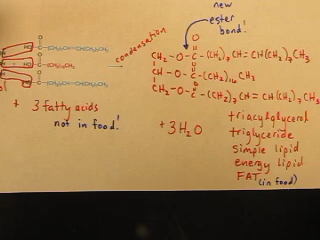 new
ester
bond!
condensation
O
CH₂-O-C-(CH₂)₇CH=CH(CH₂)₇CH₃
O
CH-O-C-(CH₂)₁₆CH₃
O
CH₂-O-C-(CH₂)₇CH=CH(CH₂)₇CH₃
+ 3 fatty acids
not in food!
+ 3H₂O
triacylglycerol
triglyceride
simple lipid
energy lipid
FAT (in food)